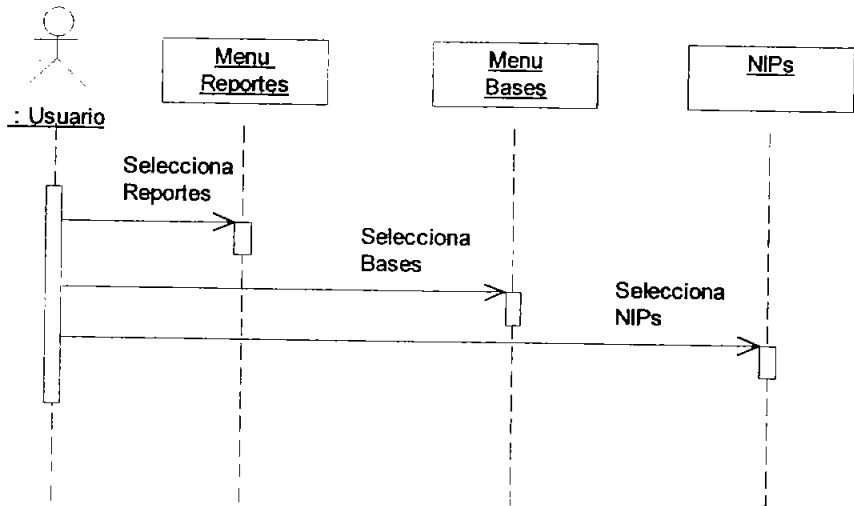 Menu
Reportes
Menu
Bases
NIPs
: Usuario
Selecciona
Reportes
Selecciona
Bases
Selecciona
NIPs